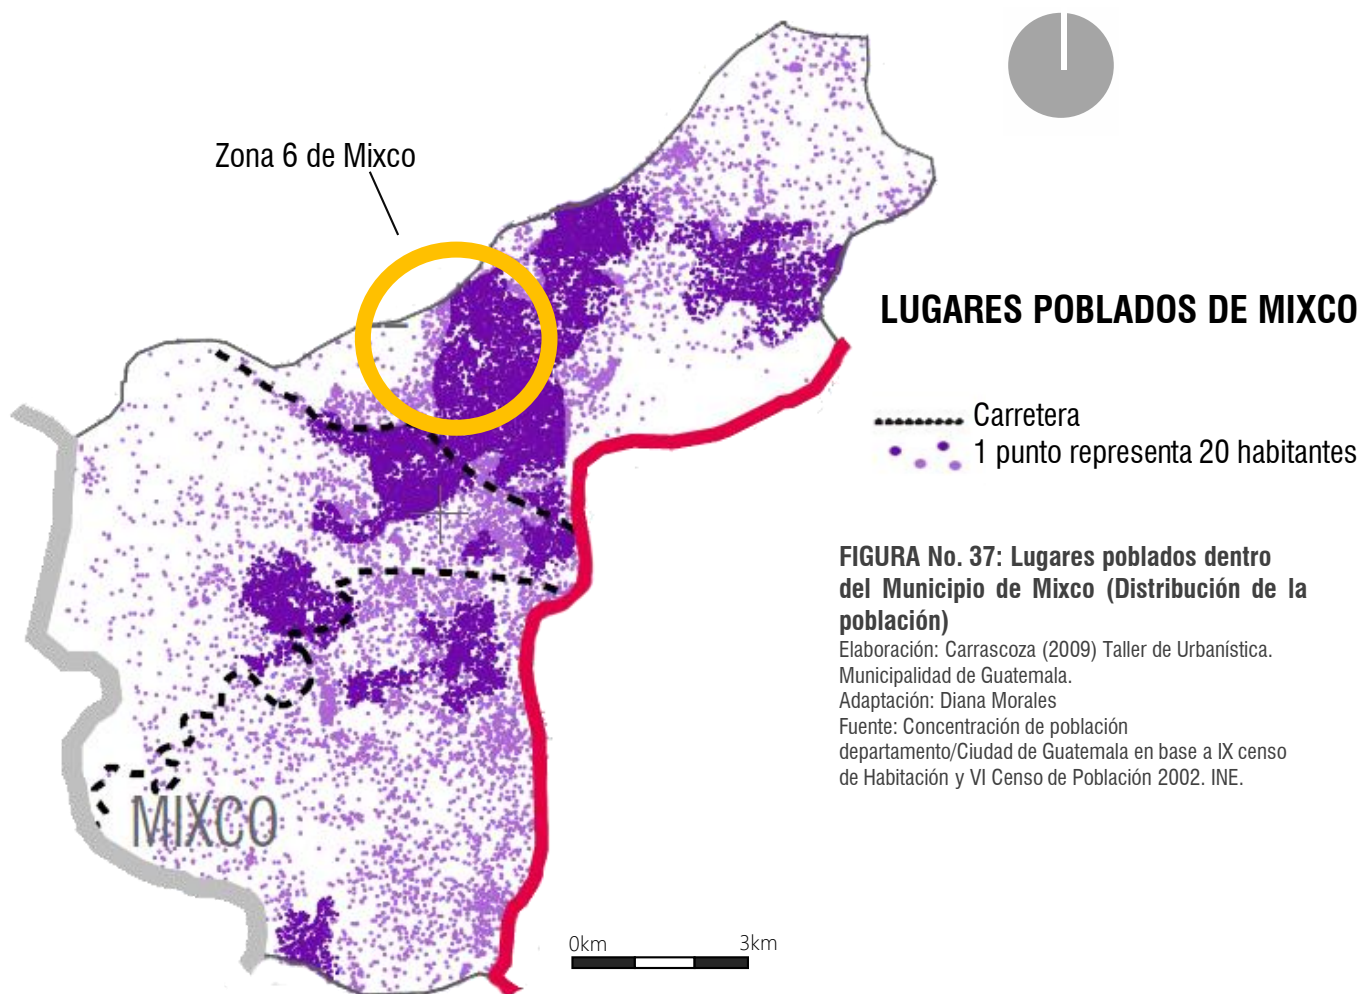 Zona 6 de Mixco
LUGARES POBLADOS DE MIXCO
Carretera
1 punto representa 20 habitantes
FIGURA No. 37: Lugares poblados dentro
del Municipio de Mixco (Distribución de la
población)
Elaboración: Carrascoza (2009) Taller de Urbanística.
Municipalidad de Guatemala.
Adaptación: Diana Morales
Fuente: Concentración de población
departamento/Ciudad de Guatemala en base a IX censo
de Habitación y VI Censo de Población 2002. INE.
MIXCO
0km 3km